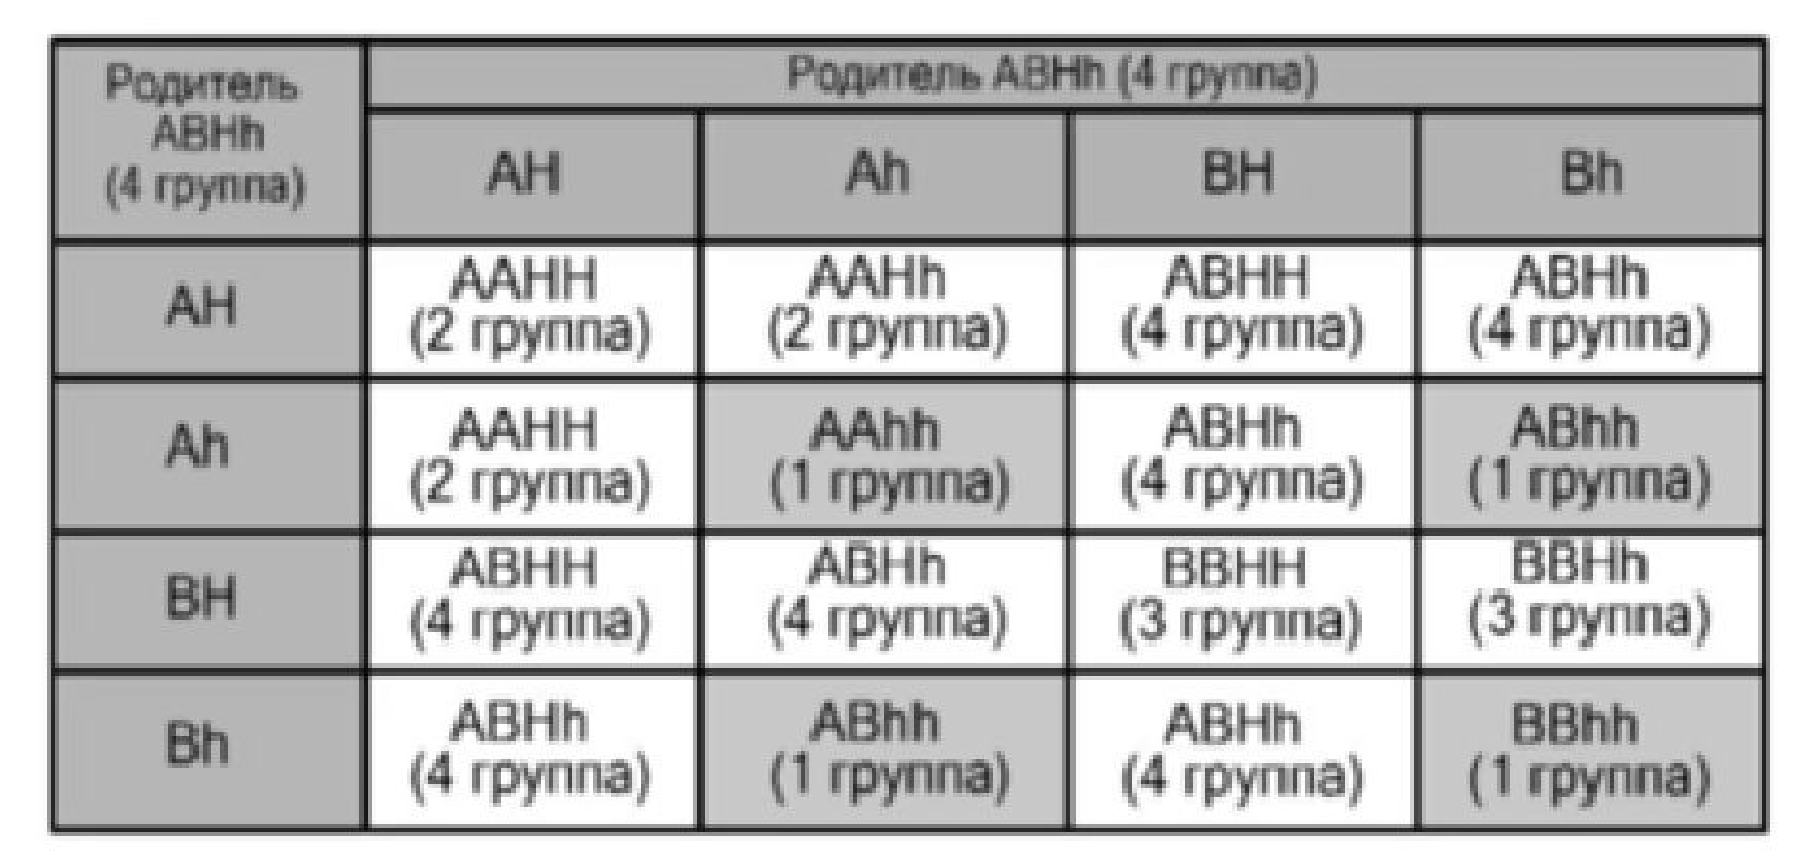 Родитель
ABHh
(4 группа)
Родитель ABHh (4 группа)
AH
Ah
BH
Bh
AH
AAHH
(2 группа)
AAHh
(2 группа)
ABHH
(4 группа)
ABHh
(4 группа)
Ah
AAHH
(2 группа)
AAhh
(1 группа)
ABHh
(4 группа)
ABhh
(1 группа)
BH
ABHH
(4 группа)
ABHh
(4 группа)
BBHH
(3 группа)
BBHh
(3 группа)
Bh
ABHh
(4 группа)
ABhh
(1 группа)
ABHh
(4 группа)
BBhh
(1 группа)